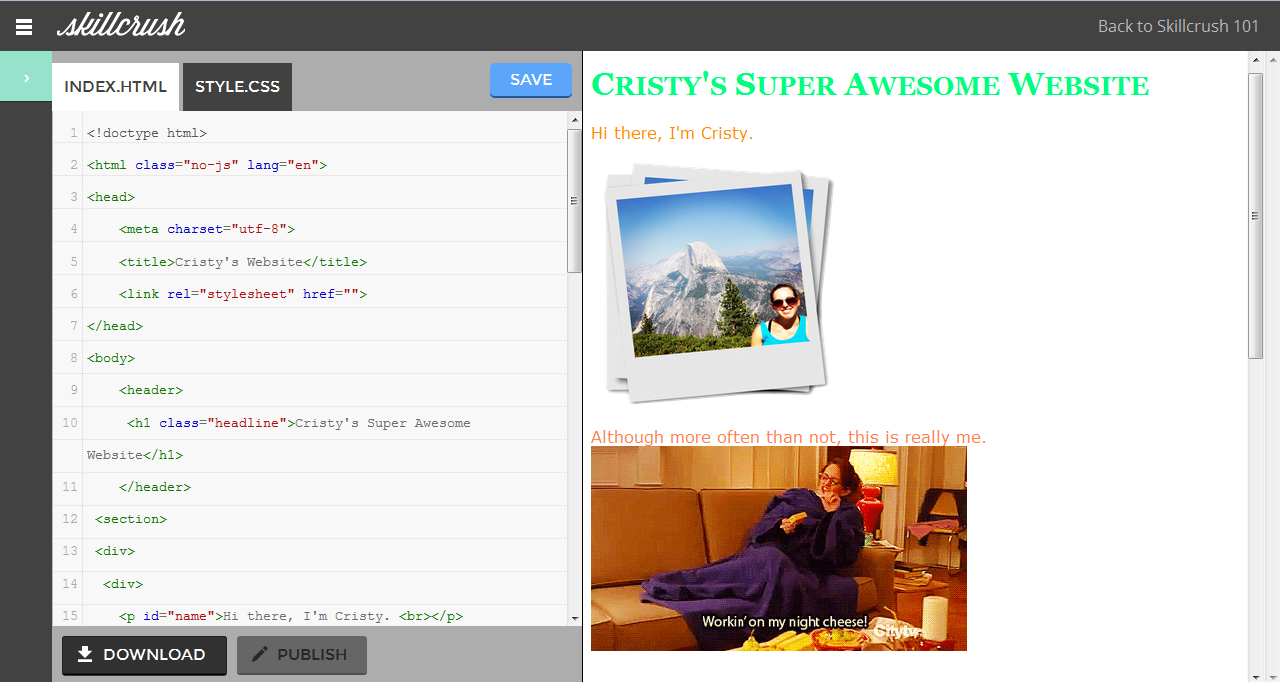 skillcrush
Back to Skillcrush 101
›
INDEX.HTML
STYLE.CSS
SAVE
1 <!doctype html>
2 <html class="no-js" lang="en">
3 <head>
4 <meta charset="utf-8">
5 <title>Cristy's Website</title>
6 <link rel="stylesheet" href="">
7 </head>
8 <body>
9 <header>
10 <h1 class="headline">Cristy's Super Awesome
Website</h1>
11 </header>
12 <section>
13 <div>
14 <div>
15 <p id="name">Hi there, I'm Cristy. <br></p>
DOWNLOAD
PUBLISH
Cristy's Super Awesome Website
Hi there, I'm Cristy.
Although more often than not, this is really me.
Workin' on my night cheese!
Citytv